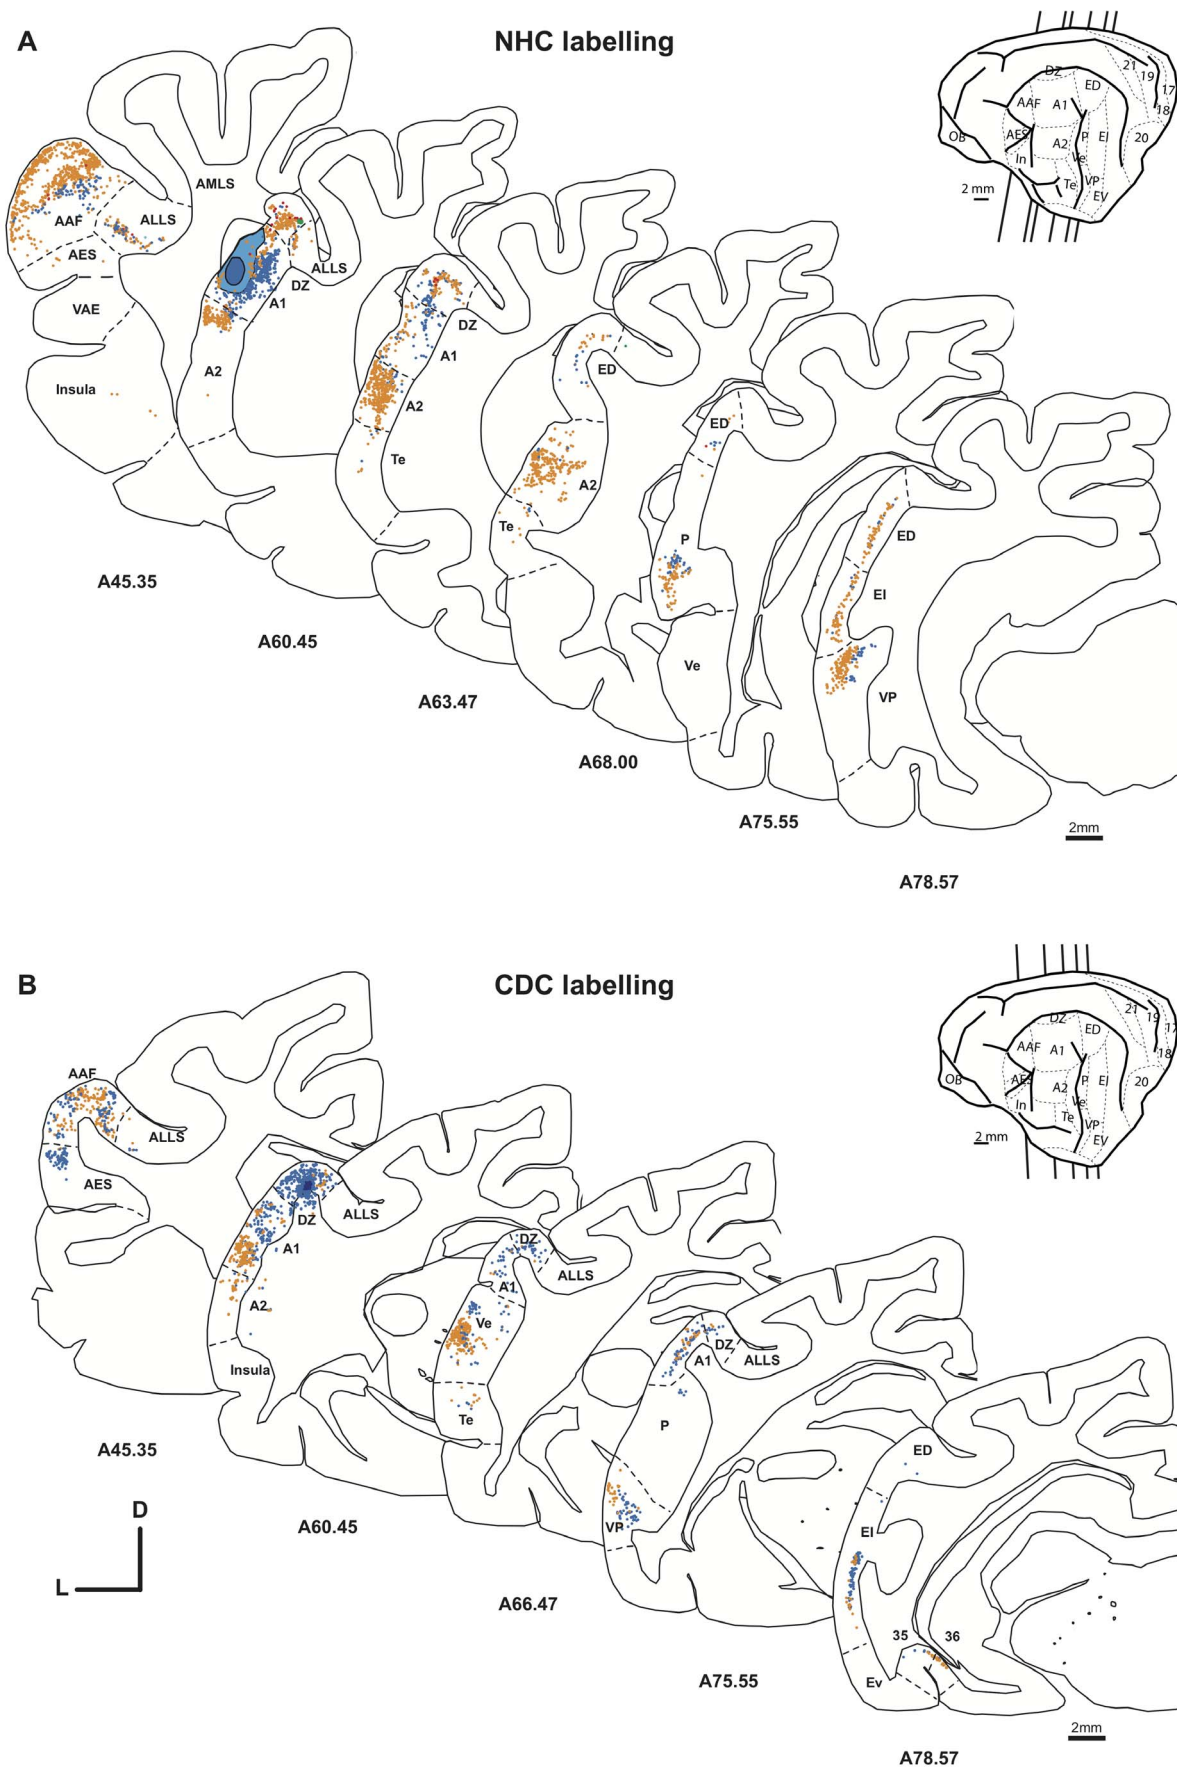 A
NHC labelling
DZ
21
19
17
18
ED
AAF
A1
OB
AES
A2
P
EI
20
In
Ve
Te
VP
EV
2 mm
AMLS
AAF
ALLS
AES
VAE
Insula
ALLS
DZ
A1
A2
DZ
A1
A2
Te
ED
A2
Te
ED
P
Ve
ED
EI
VP
A45.35
A60.45
A63.47
A68.00
A75.55
A78.57
2mm
B
CDC labelling
DZ
21
19
17
18
ED
AAF
A1
OB
AES
A2
P
EI
20
In
Ve
Te
VP
EV
2 mm
AAF
ALLS
AES
DZ
ALLS
A1
A2
Insula
DZ
ALLS
A1
Ve
Te
DZ
A1
ALLS
P
VP
ED
EI
35
36
Ev
A45.35
A60.45
A66.47
A75.55
A78.57
D
L
2mm